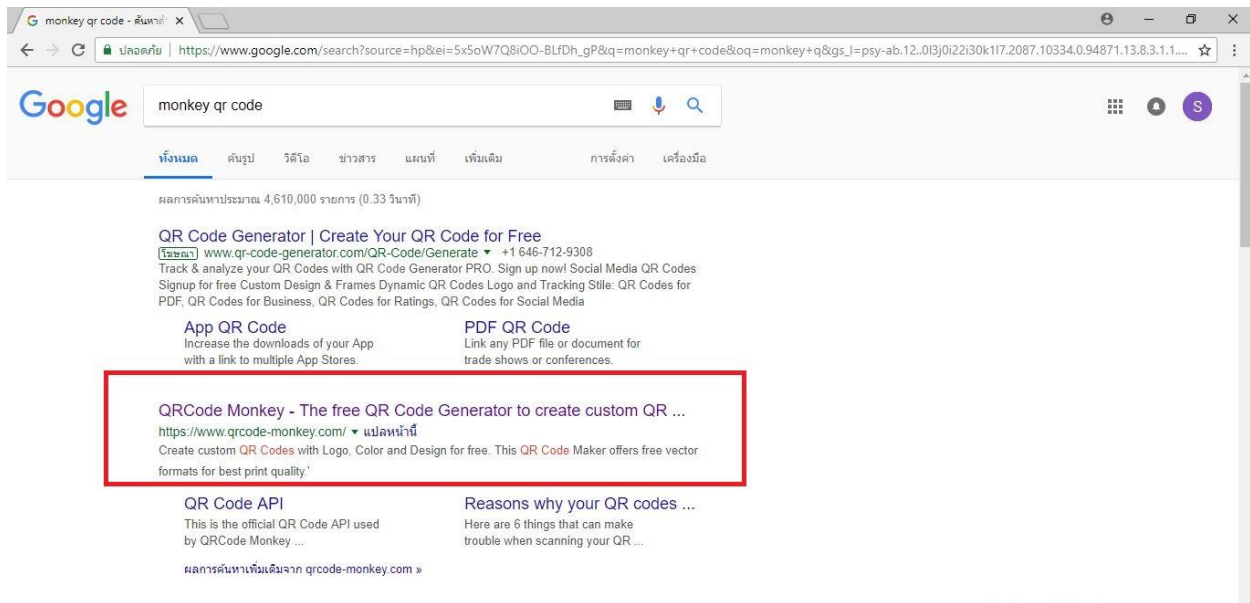 monkey qr code - ค้นหาด้
ปลอดภัย https://www.google.com/search?source=hp&ei=5x5oW7Q8iOO-BLfDh_gP&q=monkey+qr+code&oq=monkey+q&gs_l=psy-ab.12..0l3j0i22i30k1l7.2087.10334.0.94871.13.8.3.1.1....
Google monkey qr code S
ทั้งหมด ค้นรูป วิดีโอ ข่าวสาร แผนที่ เพิ่มเติม การตั้งค่า เครื่องมือ
ผลการค้นหาประมาณ 4,610,000 รายการ (0.33 วินาที)
QR Code Generator | Create Your QR Code for Free
โฆษณา www.qr-code-generator.com/QR-Code/Generate ▼ +1 646-712-9308
Track & analyze your QR Codes with QR Code Generator PRO. Sign up now! Social Media QR Codes
Signup for free Custom Design & Frames Dynamic QR Codes Logo and Tracking Stile: QR Codes for
PDF, QR Codes for Business, QR Codes for Ratings, QR Codes for Social Media
App QR Code PDF QR Code
Increase the downloads of your App Link any PDF file or document for
with a link to multiple App Stores. trade shows or conferences.
QRCode Monkey - The free QR Code Generator to create custom QR ...
https://www.qrcode-monkey.com/ ▼ แปลหน้านี้
Create custom QR Codes with Logo, Color and Design for free. This QR Code Maker offers free vector
formats for best print quality.'
QR Code API Reasons why your QR codes ...
This is the official QR Code API used Here are 6 things that can make
by QRCode Monkey ... trouble when scanning your QR ...
ผลการค้นหาเพิ่มเติมจาก qrcode-monkey.com »